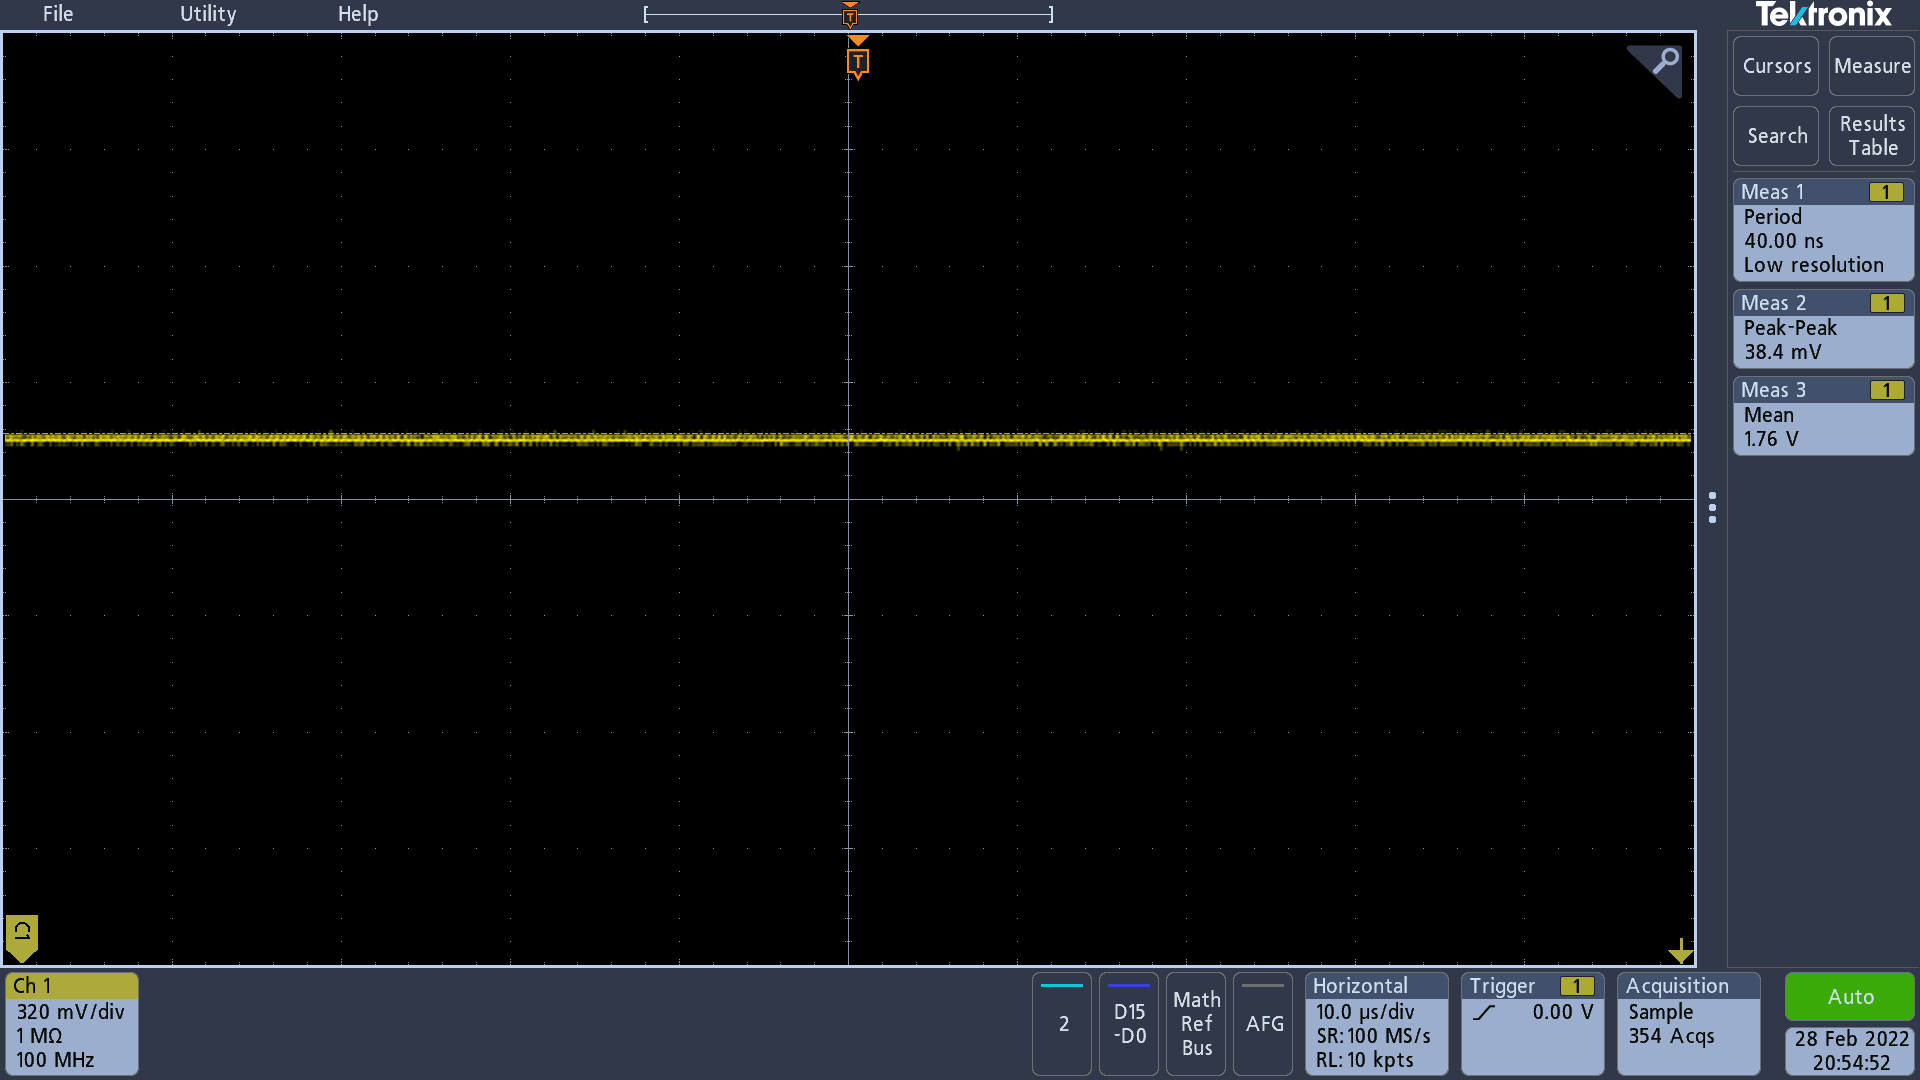 File Utility Help
T
T
Tektronix
Cursors Measure
Search Results
Table
Meas 1 1
Period
40.00 ns
Low resolution
Meas 2 1
Peak-Peak
38.4 mV
Meas 3 1
Mean
1.76 V
C1
Ch 1
320 mV/div
1 MΩ
100 MHz
2
D15
-D0
Math
Ref
Bus
AFG
Horizontal
10.0 µs/div
SR: 100 MS/s
RL: 10 kpts
Trigger 1
0.00 V
Acquisition
Sample
354 Acqs
Auto
28 Feb 2022
20:54:52